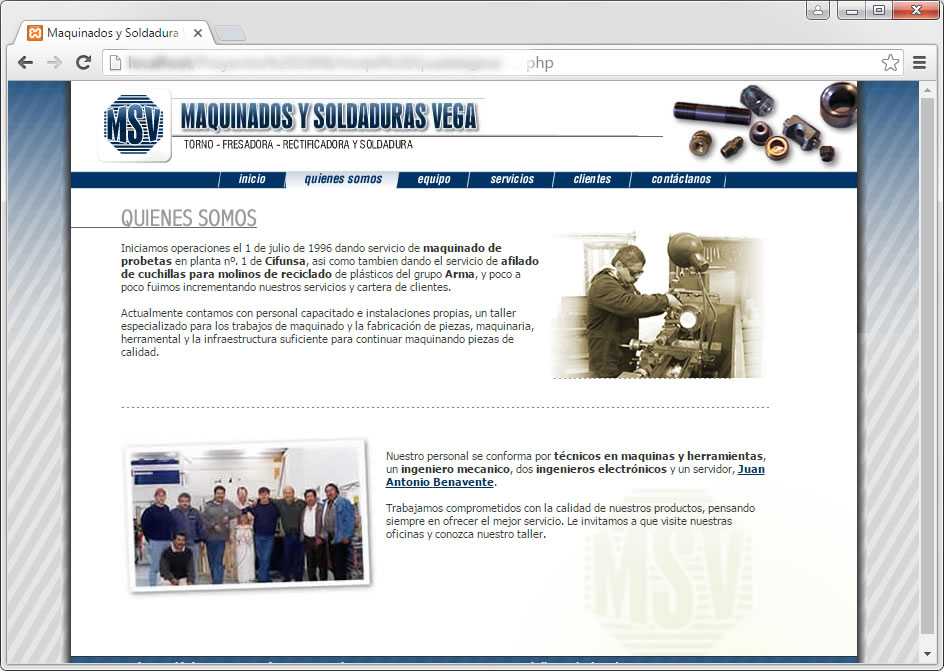 Maquinados y Soldadura
php
MSV
MAQUINADOS Y SOLDADURAS VEGA
TORNO - FRESADORA - RECTIFICADORA Y SOLDADURA
inicio quienes somos equipo servicios clientes contáctanos
QUIENES SOMOS
Iniciamos operaciones el 1 de julio de 1996 dando servicio de maquinado de
probetas en planta nº. 1 de Cifunsa, asi como tambien dando el servicio de afilado
de cuchillas para molinos de reciclado de plásticos del grupo Arma, y poco a
poco fuimos incrementando nuestros servicios y cartera de clientes.
Actualmente contamos con personal capacitado e instalaciones propias, un taller
especializado para los trabajos de maquinado y la fabricación de piezas, maquinaria,
herramental y la infraestructura suficiente para continuar maquinando piezas de
calidad.
Nuestro personal se conforma por técnicos en maquinas y herramientas,
un ingeniero mecanico, dos ingenieros electrónicos y un servidor, Juan
Antonio Benavente.
Trabajamos comprometidos con la calidad de nuestros productos, pensando
siempre en ofrecer el mejor servicio. Le invitamos a que visite nuestras
oficinas y conozca nuestro taller.
MSV